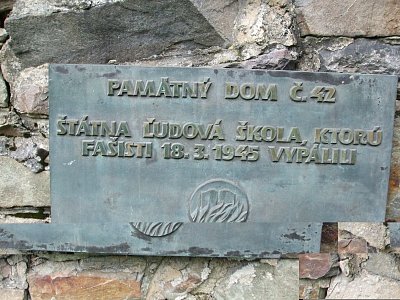 PAMÄTNÝ DOM Č. 42
ŠTÁTNA ĽUDOVÁ ŠKOLA, KTORÚ
FAŠISTI 18. 3. 1945 VYPÁLILI